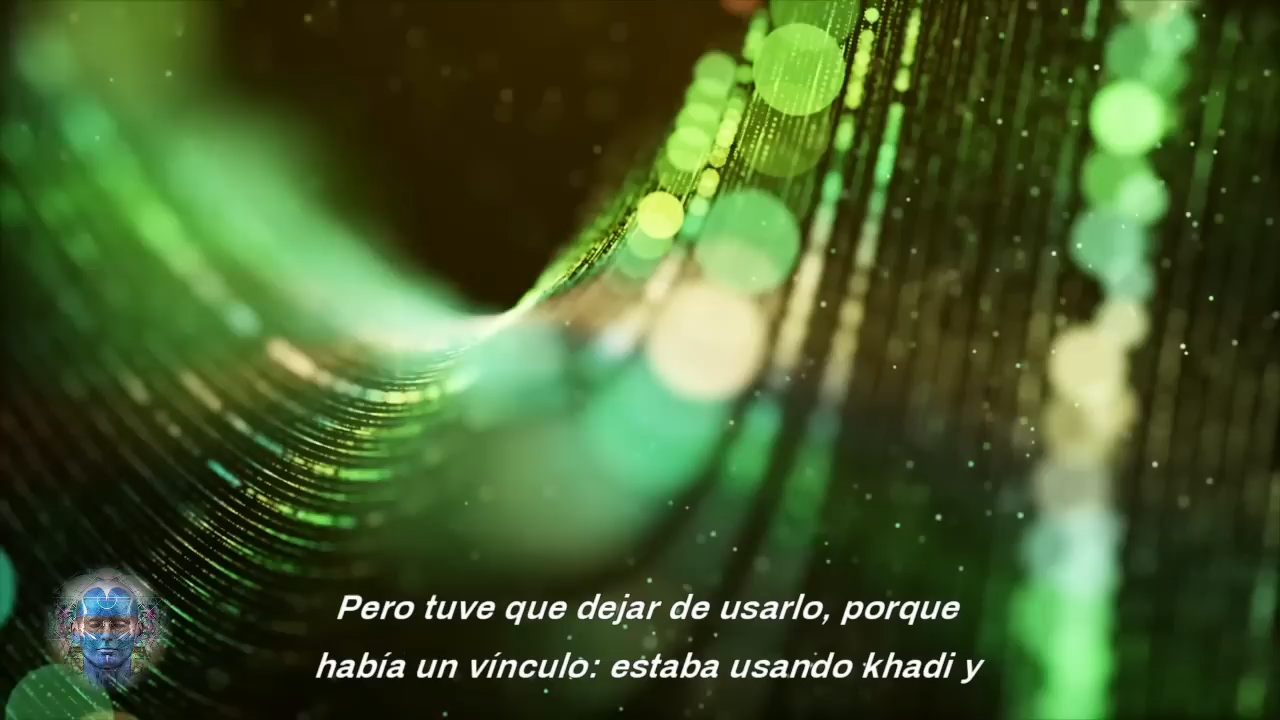 Pero tuve que dejar de usarlo, porque
había un vínculo: estaba usando khadi y